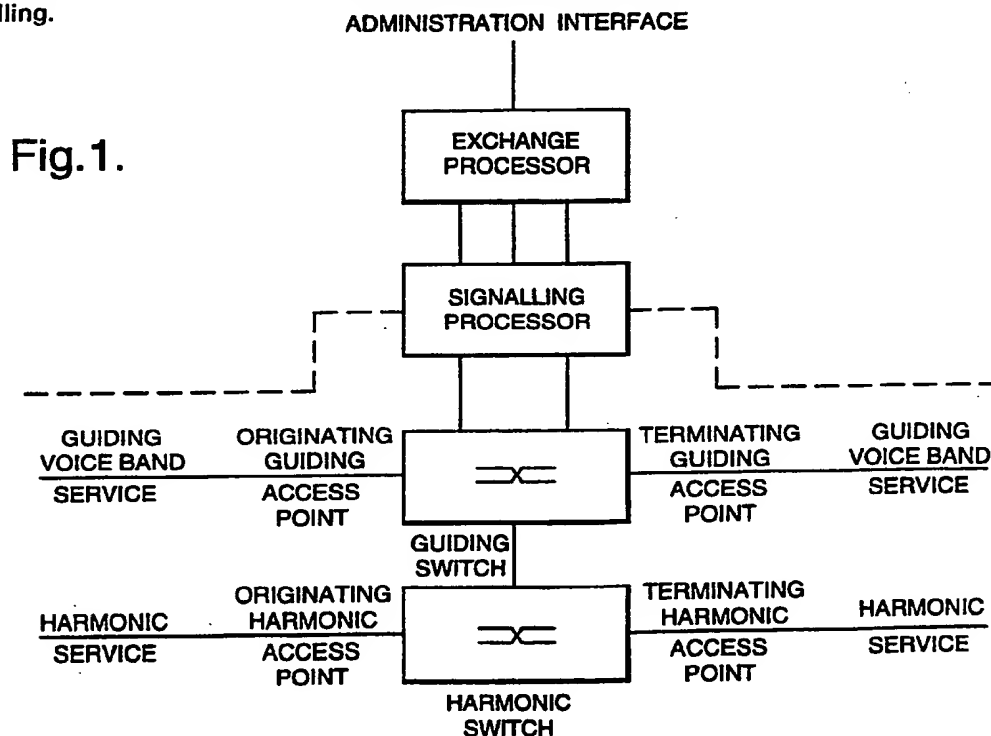 lling.
ADMINISTRATION INTERFACE
Fig.1.
EXCHANGE
PROCESSOR
SIGNALLING
PROCESSOR
GUIDING
VOICE BAND
SERVICE
ORIGINATING
GUIDING
ACCESS
POINT
TERMINATING
GUIDING
ACCESS
POINT
GUIDING
VOICE BAND
SERVICE
GUIDING
SWITCH
HARMONIC
SERVICE
ORIGINATING
HARMONIC
ACCESS
POINT
TERMINATING
HARMONIC
ACCESS
POINT
HARMONIC
SERVICE
HARMONIC
SWITCH